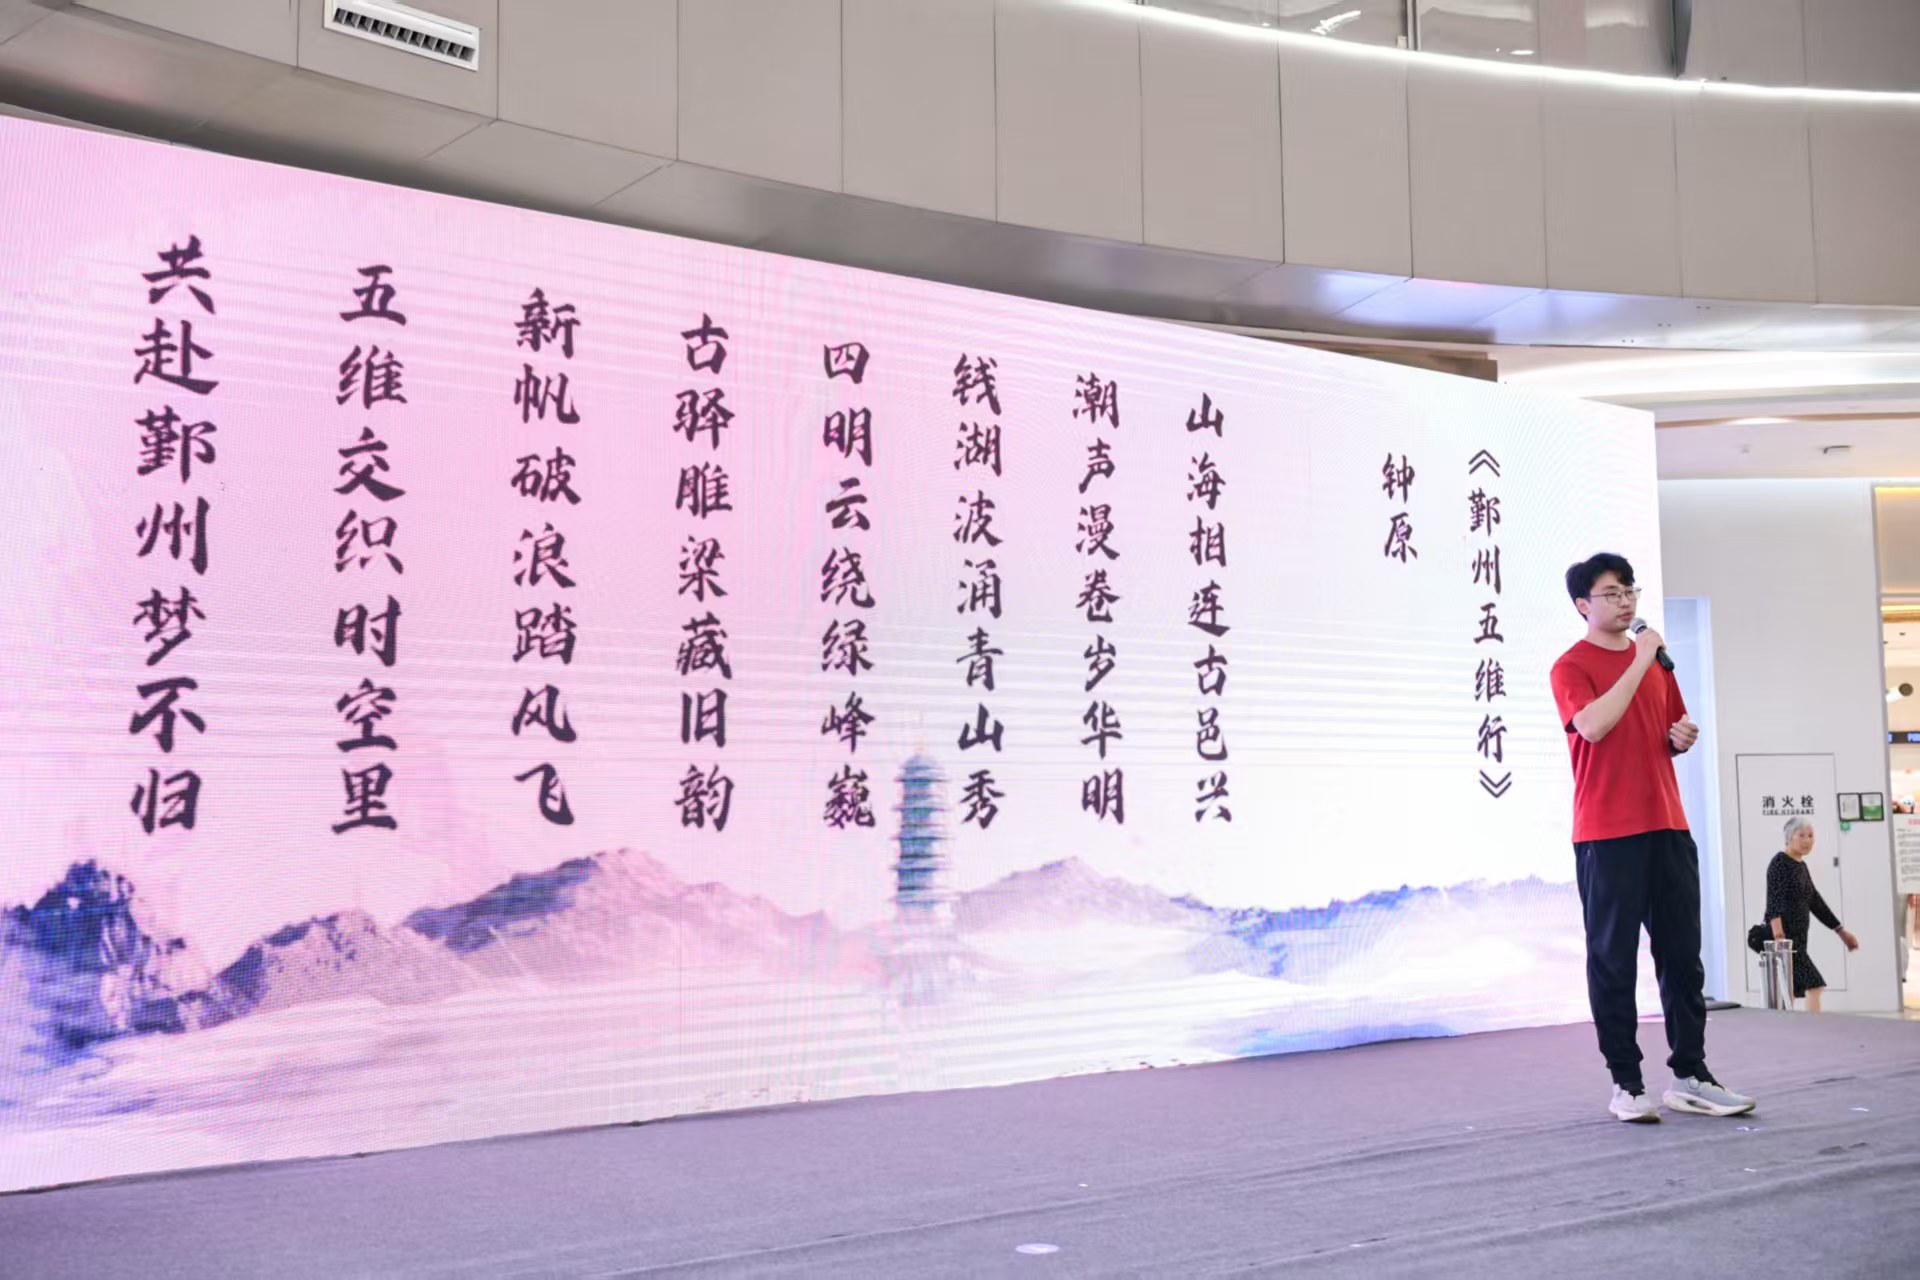 《鄞州五维行》
钟原
山海相连古邑兴
潮声漫卷岁华明
钱湖波涌青山秀
四明云绕绿峰巍
古驿雕梁藏旧韵
新帆破浪踏风飞
五维交织时空里
共赴鄞州梦不归
消火栓
FIRE HYDRANT